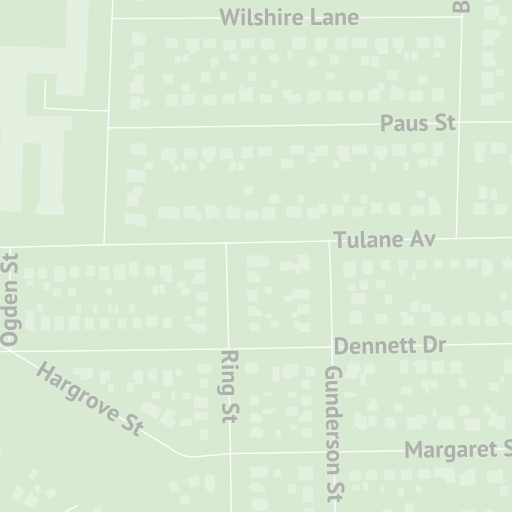 Wilshire Lane
B
Paus St
Tulane Av
Ogden St
Dennett Dr
Hargrove St
Ring St
Gunderson St
Margaret S